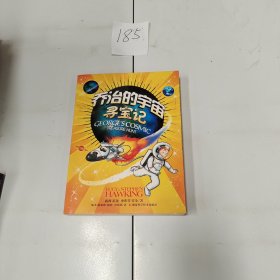 185
乔治的宇宙
寻宝记
GEORGE'S COSMIC
TREASURE HUNT
LUCY & STEPHEN
HAWKING